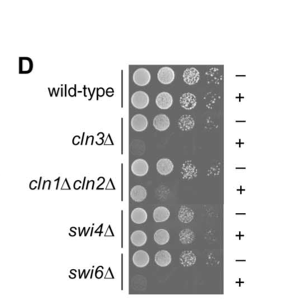 D
wild-type −
+
cln3Δ −
+
cln1Δcln2Δ −
+
swi4Δ −
+
swi6Δ −
+